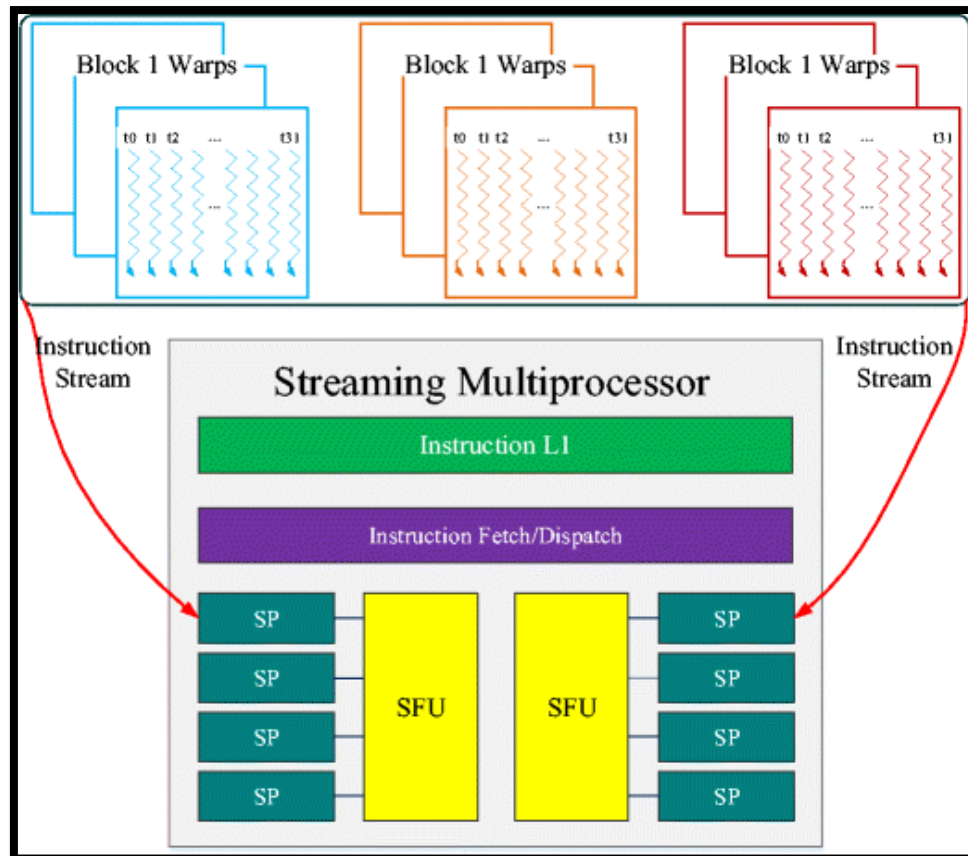 Block 1 Warps
Block 1 Warps
Block 1 Warps
t0 t1 t2 ... t31
t0 t1 t2 ... t31
t0 t1 t2 ... t31
...
...
...
Instruction
Stream
Instruction
Stream
Streaming Multiprocessor
Instruction L1
Instruction Fetch/Dispatch
SP
SP
SP
SP
SFU
SFU
SP
SP
SP
SP